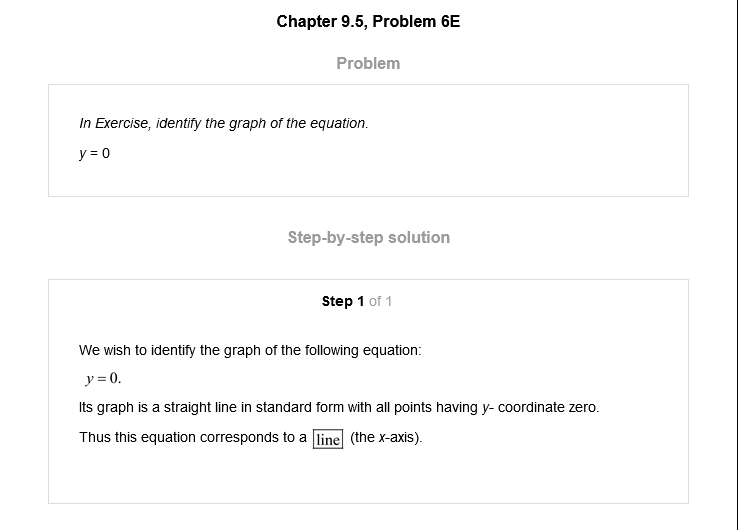 Chapter 9.5, Problem 6E
Problem
In Exercise, identify the graph of the equation.
y = 0
Step-by-step solution
Step 1 of 1
We wish to identify the graph of the following equation:
y = 0.
Its graph is a straight line in standard form with all points having y- coordinate zero.
Thus this equation corresponds to a line (the x-axis).